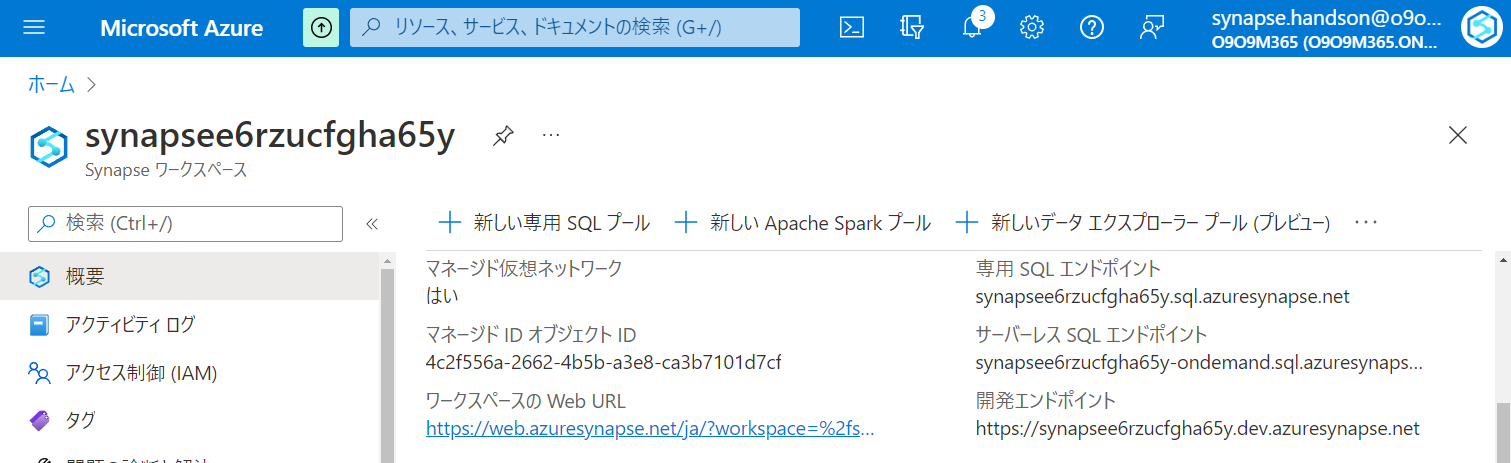 Microsoft Azure
リソース、サービス、ドキュメントの検索 (G+/)
3
synapse.handson@o9o...
O9O9M365 (O9O9M365.ON...
ホーム
synapsee6rzucfgha65y
...
Synapse ワークスペース
検索 (Ctrl+/)
«
+ 新しい専用 SQL プール
+ 新しい Apache Spark プール
+ 新しいデータ エクスプローラー プール (プレビュー)
...
概要
アクティビティ ログ
アクセス制御 (IAM)
タグ
マネージド仮想ネットワーク
はい
マネージド ID オブジェクト ID
4c2f556a-2662-4b5b-a3e8-ca3b7101d7cf
ワークスペースの Web URL
https://web.azuresynapse.net/ja/?workspace=%2fs...
専用 SQL エンドポイント
synapsee6rzucfgha65y.sql.azuresynapse.net
サーバーレス SQL エンドポイント
synapsee6rzucfgha65y-ondemand.sql.azuresynaps...
開発エンドポイント
https://synapsee6rzucfgha65y.dev.azuresynapse.net